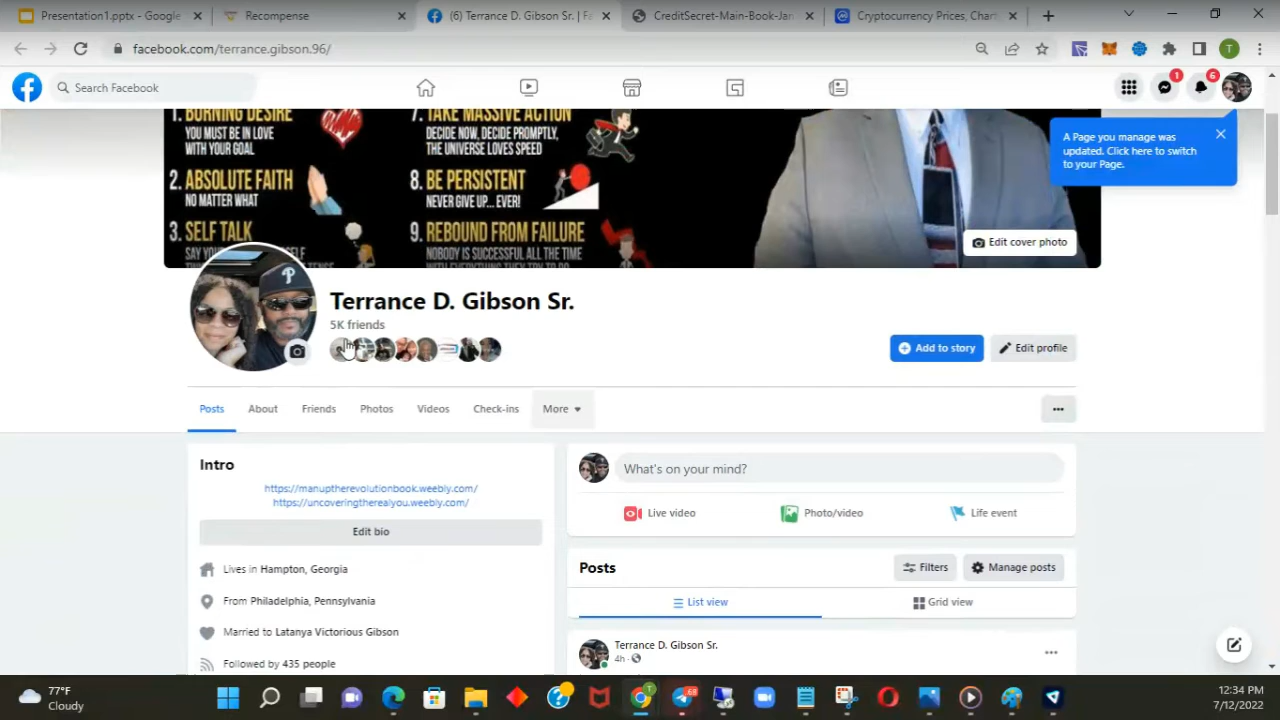 Presentation1.pptx - Google
Recompense
(6) Terrance D. Gibson Sr. | Fa
CreditSecret-Main-Book-Jan
Cryptocurrency Prices, Chart
facebook.com/terrance.gibson.96/
T
Search Facebook
1
6
A Page you manage was
updated. Click here to switch
to your Page.
1. BURNING DESIRE
YOU MUST BE IN LOVE
WITH YOUR GOAL
2. ABSOLUTE FAITH
NO MATTER WHAT
3. SELF TALK
7. TAKE MASSIVE ACTION
DECIDE NOW, DECIDE PROMPTLY,
THE UNIVERSE LOVES SPEED
8. BE PERSISTENT
NEVER GIVE UP... EVER!
9. REBOUND FROM FAILURE
NOBODY IS SUCCESSFUL ALL THE TIME
Edit cover photo
Terrance D. Gibson Sr.
5K friends
Add to story
Edit profile
Posts
About
Friends
Photos
Videos
Check-ins
More
Intro
https://manuptherevolutionbook.weebly.com/
https://uncoveringtherealyou.weebly.com/
Edit bio
Lives in Hampton, Georgia
From Philadelphia, Pennsylvania
Married to Latanya Victorious Gibson
Followed by 435 people
What's on your mind?
Live video
Photo/video
Life event
Posts
Filters
Manage posts
List view
Grid view
Terrance D. Gibson Sr.
4h
77°F
Cloudy
68
12:34 PM
7/12/2022